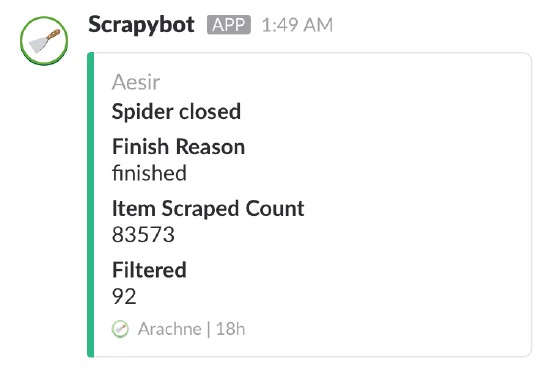 Scrapybot APP 1:49 AM
Aesir
Spider closed
Finish Reason
finished
Item Scraped Count
83573
Filtered
92
Arachne | 18h